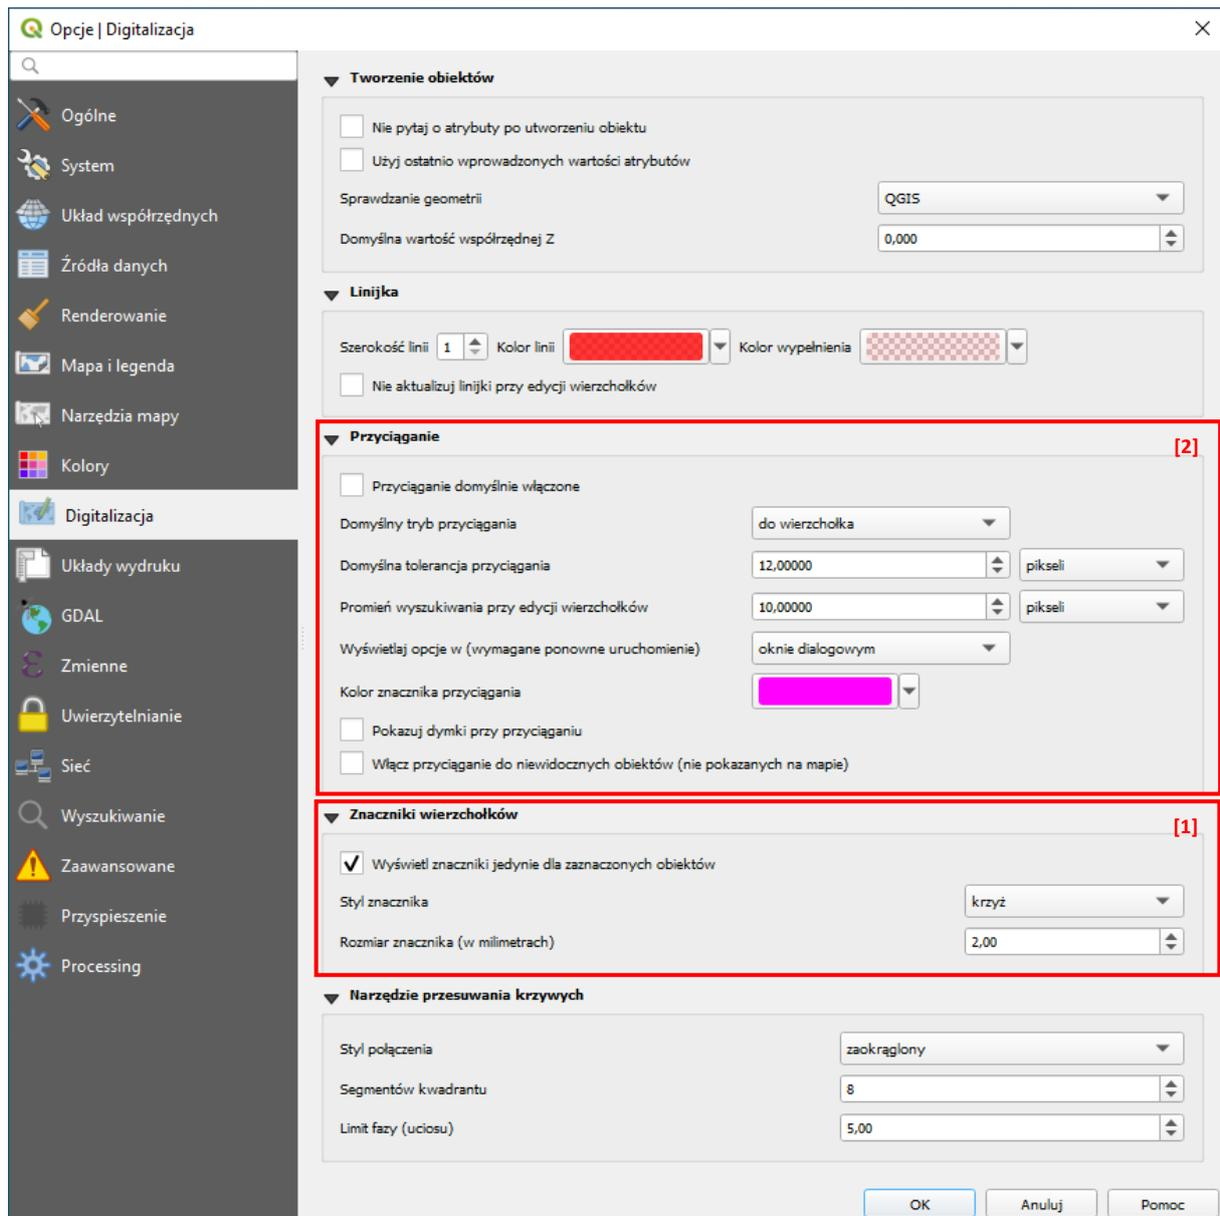 Opcje | Digitalizacja
Ogólne
System
Układ współrzędnych
Źródła danych
Renderowanie
Mapa i legenda
Narzędzia mapy
Kolory
Digitalizacja
Układy wydruku
GDAL
Zmienne
Uwierzytelnianie
Sieć
Wyszukiwanie
Zaawansowane
Przyspieszenie
Processing
Tworzenie obiektów
Nie pytaj o atrybuty po utworzeniu obiektu
Użyj ostatnio wprowadzonych wartości atrybutów
Sprawdzanie geometrii QGIS
Domyślna wartość współrzędnej Z 0,000
Linijka
Szerokość linii 1 Kolor linii Kolor wypełnienia
Nie aktualizuj linijki przy edycji wierzchołków
Przyciąganie [2]
Przyciąganie domyślnie włączone
Domyślny tryb przyciągania do wierzchołka
Domyślna tolerancja przyciągania 12,00000 pikseli
Promień wyszukiwania przy edycji wierzchołków 10,00000 pikseli
Wyświetlaj opcje w (wymagane ponowne uruchomienie) oknie dialogowym
Kolor znacznika przyciągania
Pokazuj dymki przy przyciąganiu
Włącz przyciąganie do niewidocznych obiektów (nie pokazanych na mapie)
Znaczniki wierzchołków [1]
Wyświetl znaczniki jedynie dla zaznaczonych obiektów
Styl znacznika krzyż
Rozmiar znacznika (w milimetrach) 2,00
Narzędzie przesuwania krzywych
Styl połączenia zaokrąglony
Segmentów kwadrantu 8
Limit fazy (uciosu) 5,00
OK Anuluj Pomoc